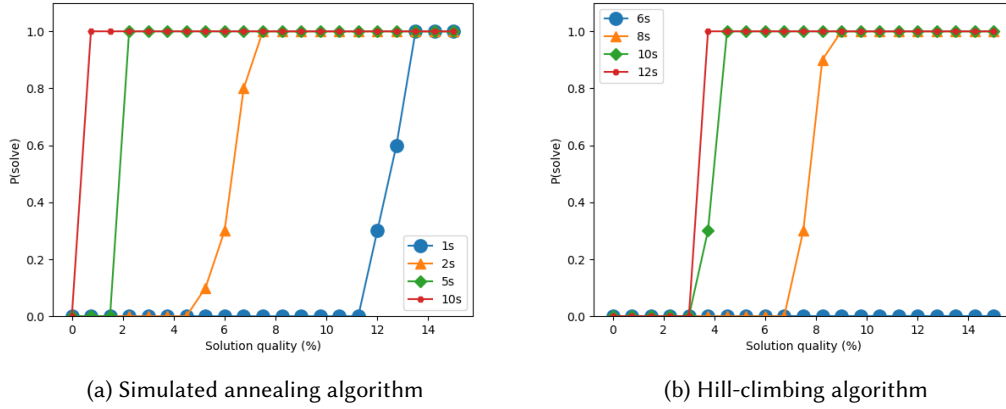 1.0
0.8
0.6
0.4
0.2
0.0
P(solve)
0 2 4 6 8 10 12 14
Solution quality (%)
1s
2s
5s
10s
(a) Simulated annealing algorithm
1.0
0.8
0.6
0.4
0.2
0.0
P(solve)
6s
8s
10s
12s
0 2 4 6 8 10 12 14
Solution quality (%)
(b) Hill-climbing algorithm